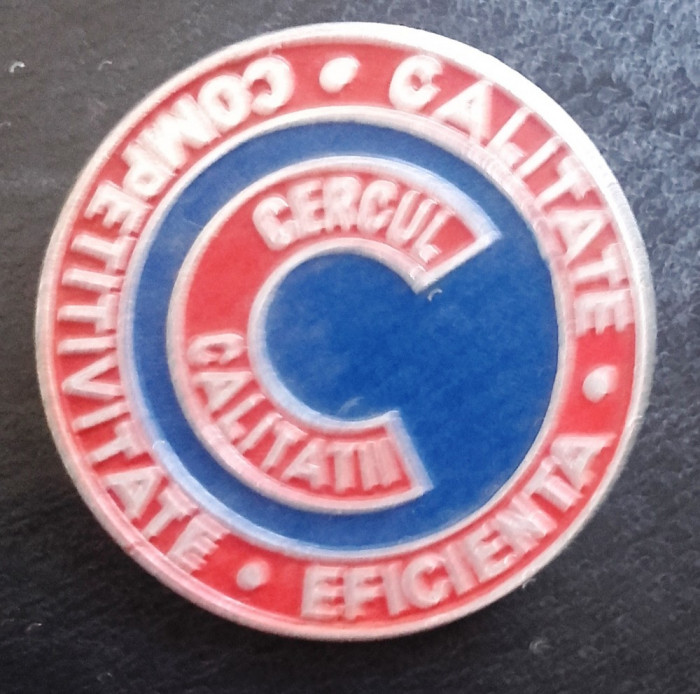 CALITATE
EFICIENTA
COMPETITIVITATE
CERCUL
CALITATII